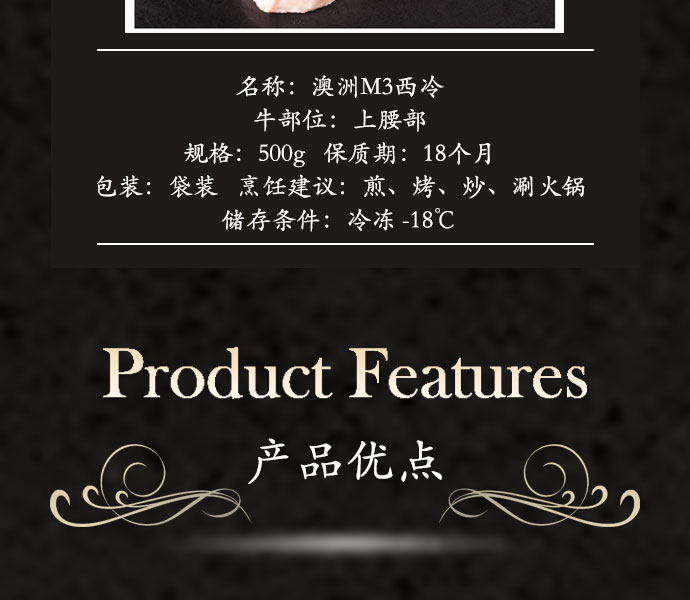 名称：澳洲M3西冷
牛部位：上腰部
规格：500g 保质期：18个月
包装：袋装 烹饪建议：煎、烤、炒、涮火锅
储存条件：冷冻 -18℃
Product Features
产品优点